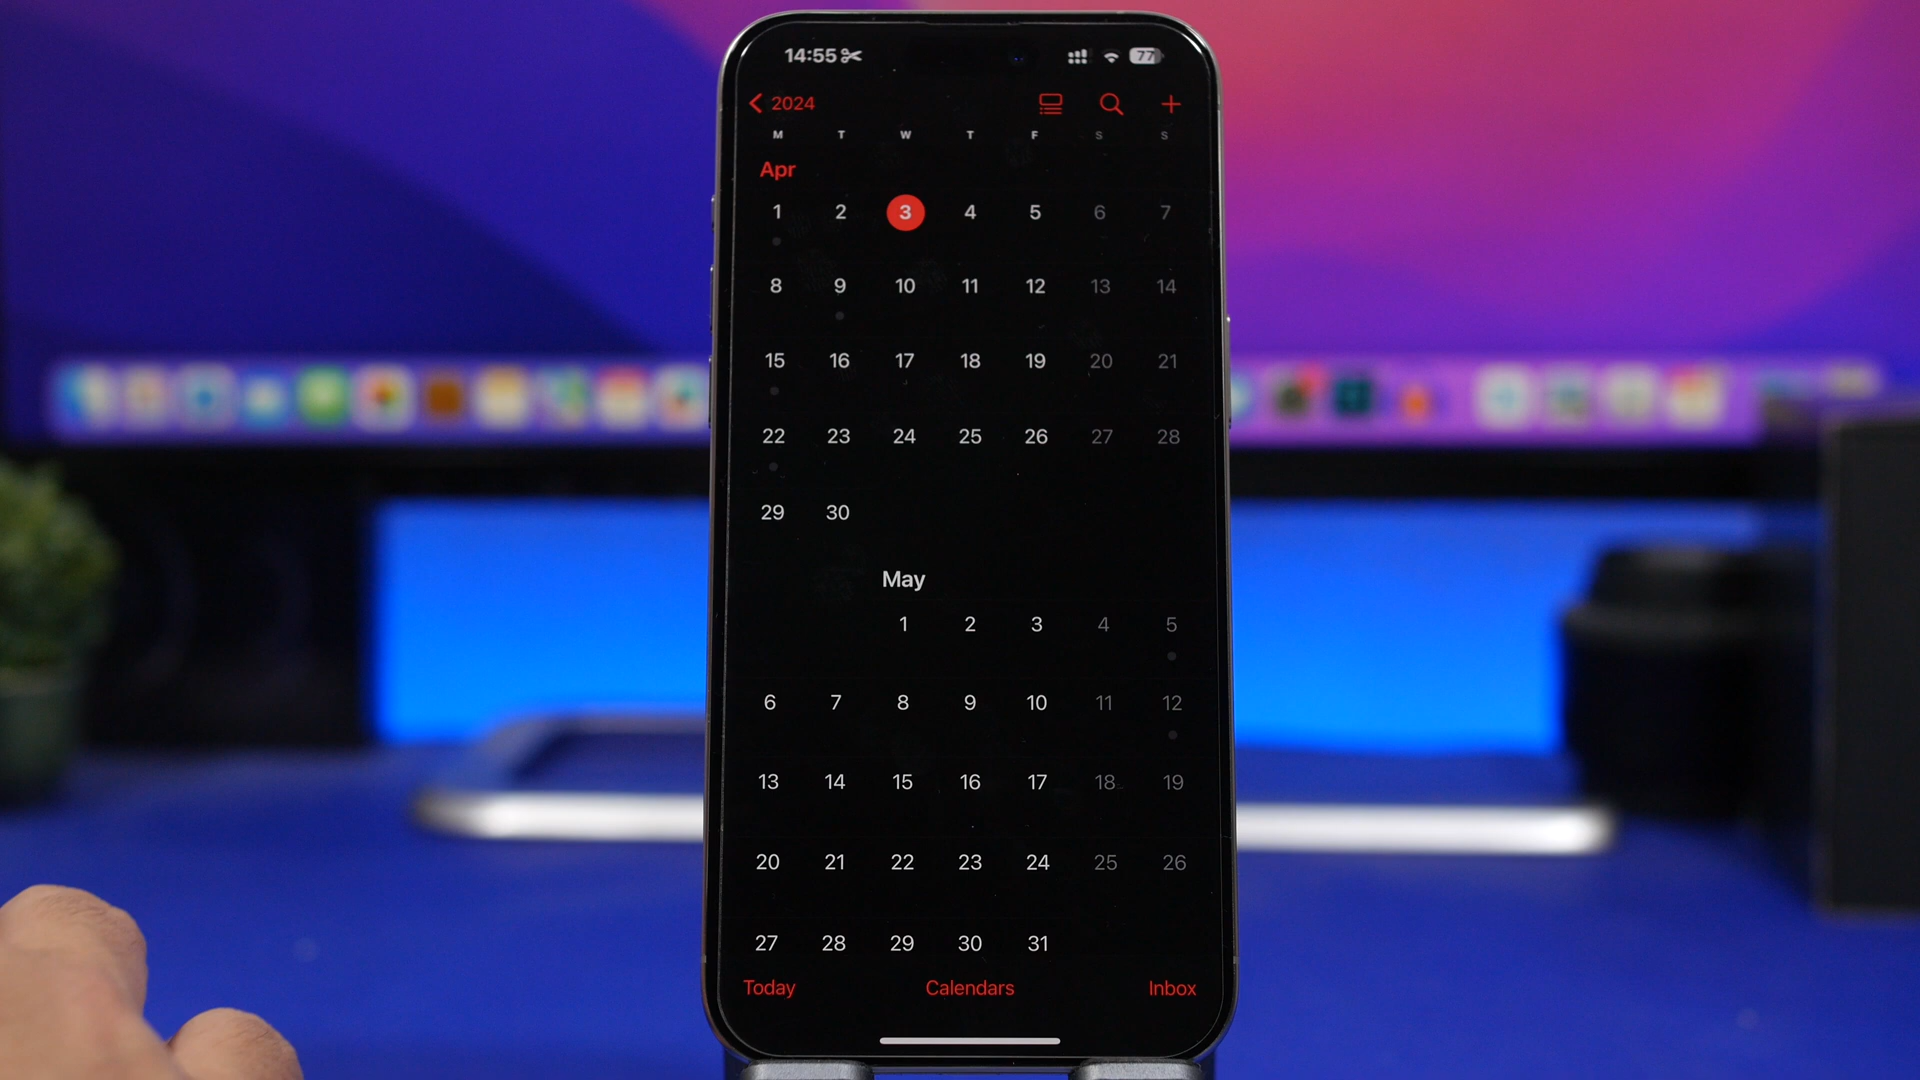 14:55 77
2024
M T W T F S S
Apr
1 2 3 4 5 6 7
8 9 10 11 12 13 14
15 16 17 18 19 20 21
22 23 24 25 26 27 28
29 30
May
1 2 3 4 5
6 7 8 9 10 11 12
13 14 15 16 17 18 19
20 21 22 23 24 25 26
27 28 29 30 31
Today Calendars Inbox